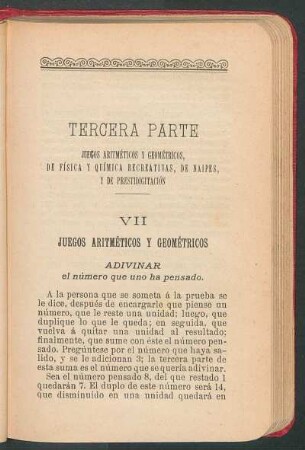 TERCERA PARTE
JUEGOS ARITMÉTICOS Y GEOMÉTRICOS,
DE FÍSICA Y QUÍMICA RECREATIVAS, DE NAIPES,
Y DE PRESTIDIGITACIÓN
VII
JUEGOS ARITMÉTICOS Y GEOMÉTRICOS
ADIVINAR
el número que uno ha pensado.
A la persona que se someta á la prueba se
le dice, después de encargarle que piense un
número, que le reste una unidad; luego, que
duplique lo que le queda; en seguida, que
vuelva á quitar una unidad al resultado;
finalmente, que sume con éste el número pen-
sado. Pregúntese por el número que haya sa-
lido, y se le adicionan 3; la tercera parte de
esta suma es el número que se quería adivinar.
Sea el número pensado 8, del que restado 1
quedarán 7. El duplo de este número será 14,
que disminuído en una unidad quedará en